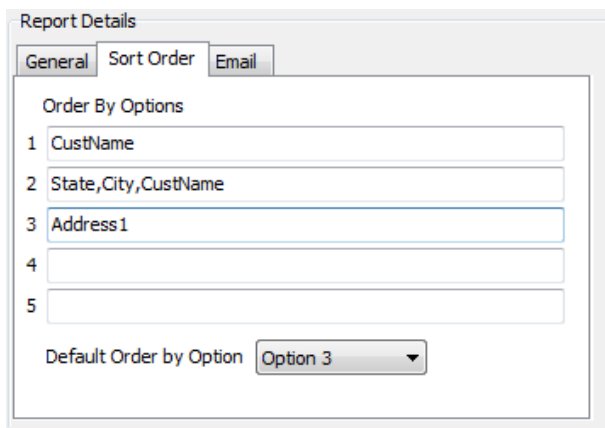 Report Details
General Sort Order Email
Order By Options
1 CustName
2 State,City,CustName
3 Address1
4
5
Default Order by Option Option 3